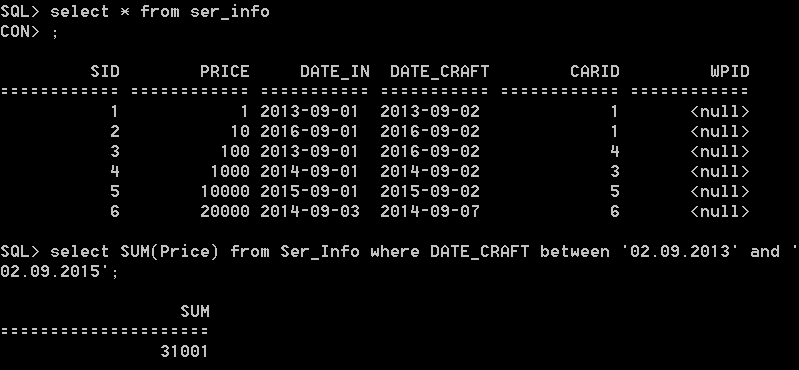 SQL> select * from ser_info
CON> ;
         SID        PRICE     DATE_IN  DATE_CRAFT        CARID         WPID
============ ============ =========== =========== ============ ============
           1            1 2013-09-01  2013-09-02             1       <null>
           2           10 2016-09-01  2016-09-02             1       <null>
           3          100 2013-09-01  2016-09-02             4       <null>
           4         1000 2014-09-01  2014-09-02             3       <null>
           5        10000 2015-09-01  2015-09-02             5       <null>
           6        20000 2014-09-03  2014-09-07             6       <null>
SQL> select SUM(Price) from Ser_Info where DATE_CRAFT between '02.09.2013' and '
02.09.2015';
                  SUM
=====================
                31001